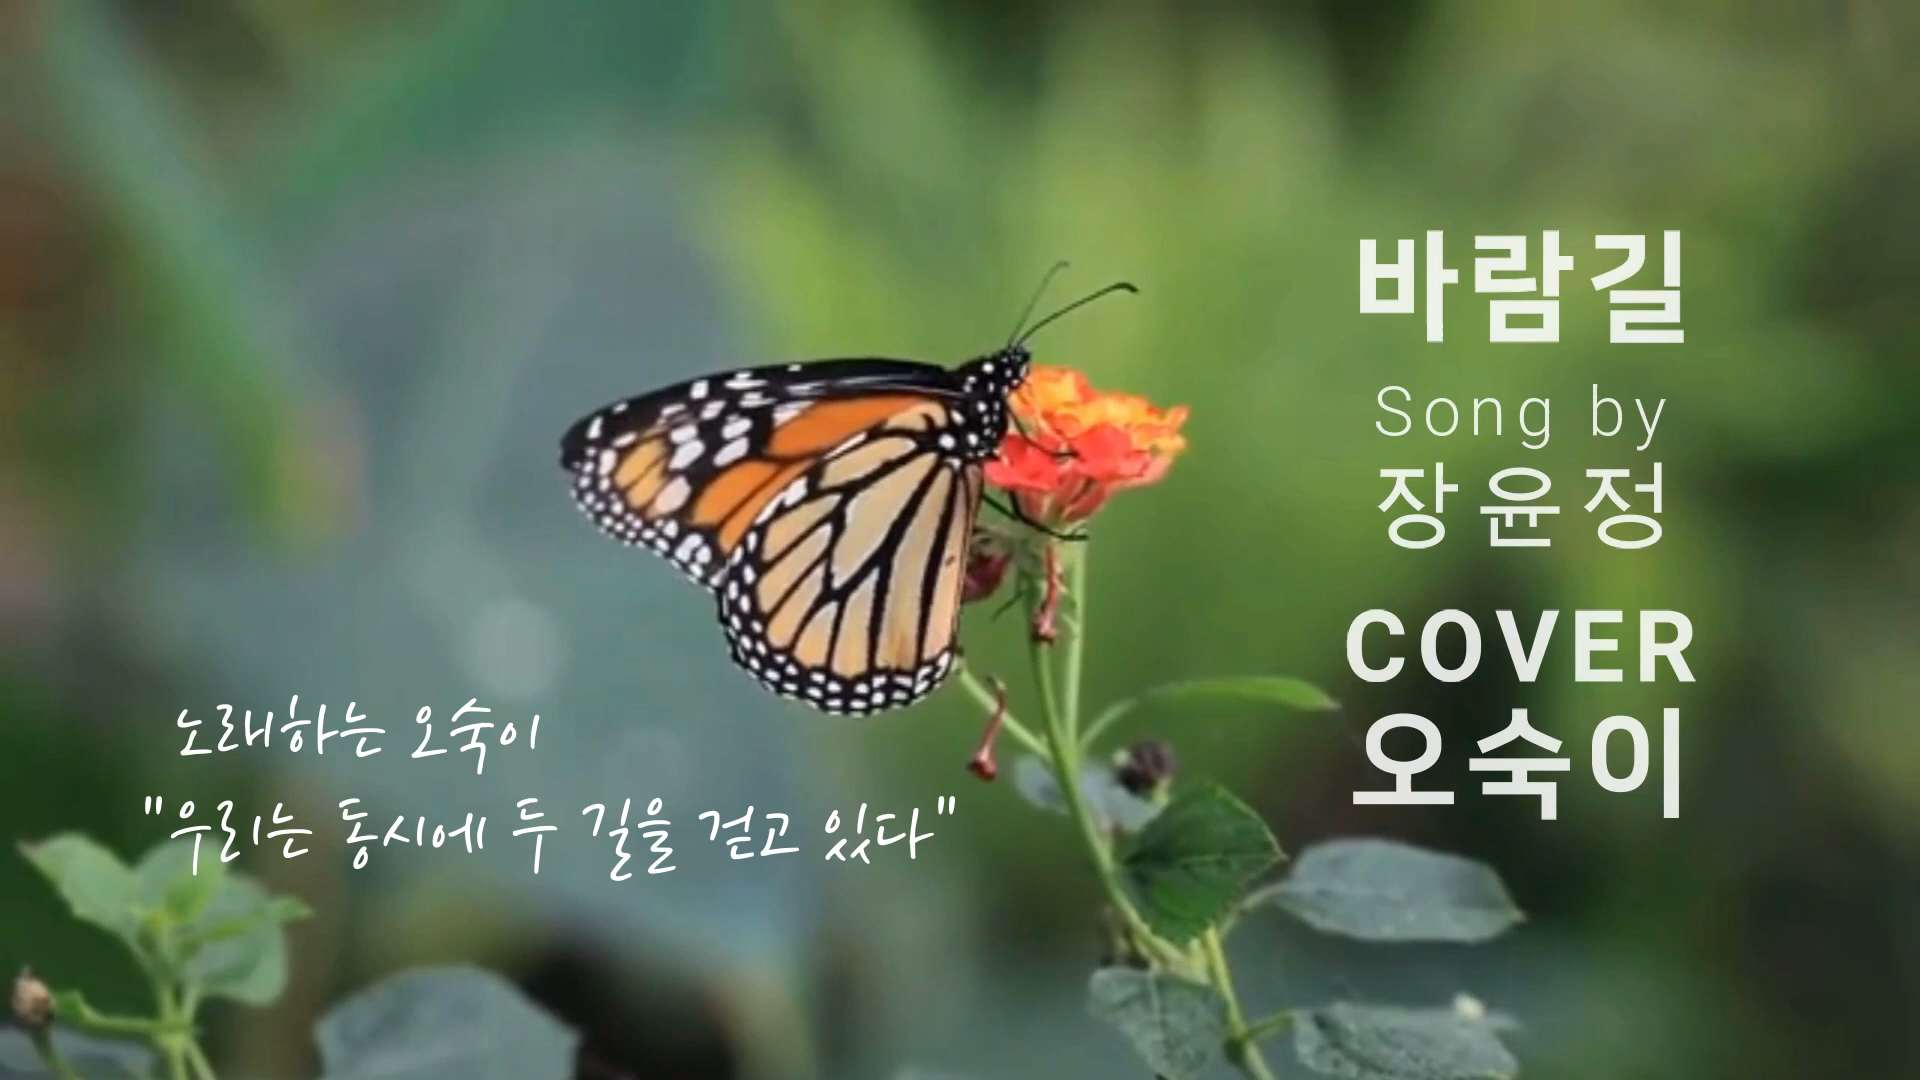 바람길
Song by
장윤정
COVER
오숙이
노래하는 오숙이
"우리는 동시에 두 길을 걷고 있다"